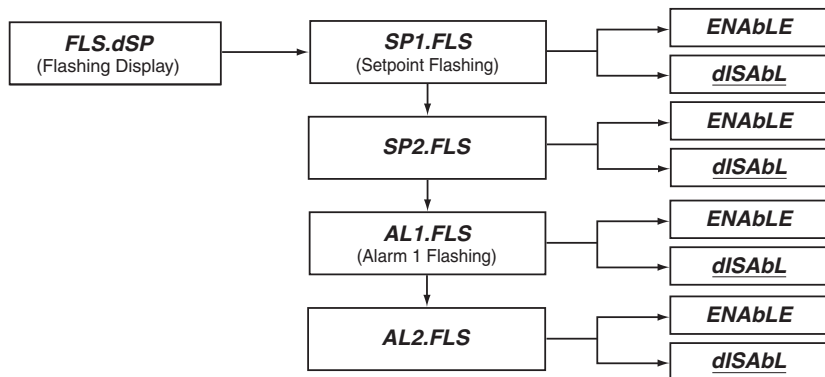 FLS.dSP
(Flashing Display)
SP1.FLS
(Setpoint Flashing)
ENAbLE
dISAbL
SP2.FLS
ENAbLE
dISAbL
AL1.FLS
(Alarm 1 Flashing)
ENAbLE
dISAbL
AL2.FLS
ENAbLE
dISAbL